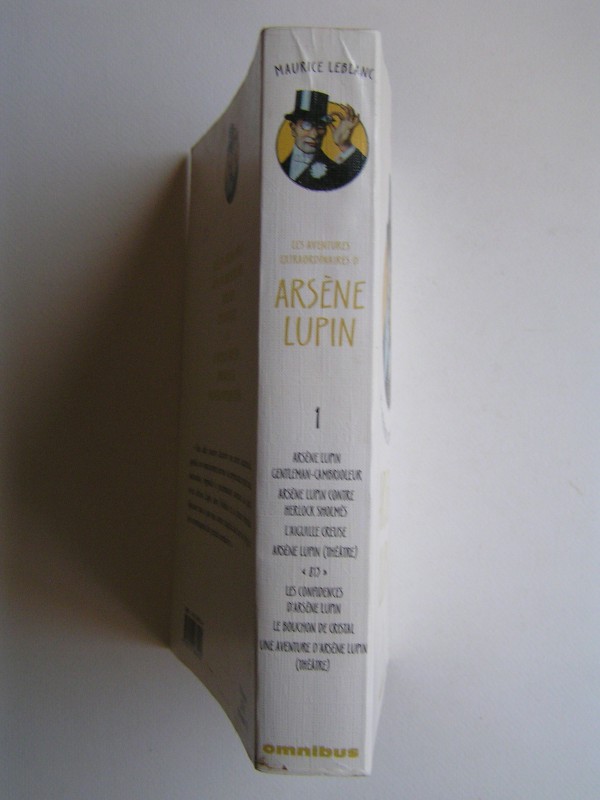 MAURICE LEBLANC
LES AVENTURES
EXTRAORDINAIRES D'
ARSÈNE
LUPIN
1
ARSÈNE LUPIN
GENTLEMAN-CAMBRIOLEUR
ARSÈNE LUPIN CONTRE
HERLOCK SHOLMÈS
L'AIGUILLE CREUSE
ARSÈNE LUPIN (THÉÂTRE)
« 813 »
LES CONFIDENCES
D'ARSÈNE LUPIN
LE BOUCHON DE CRISTAL
UNE AVENTURE D'ARSÈNE LUPIN
(THÉÂTRE)
omnibus